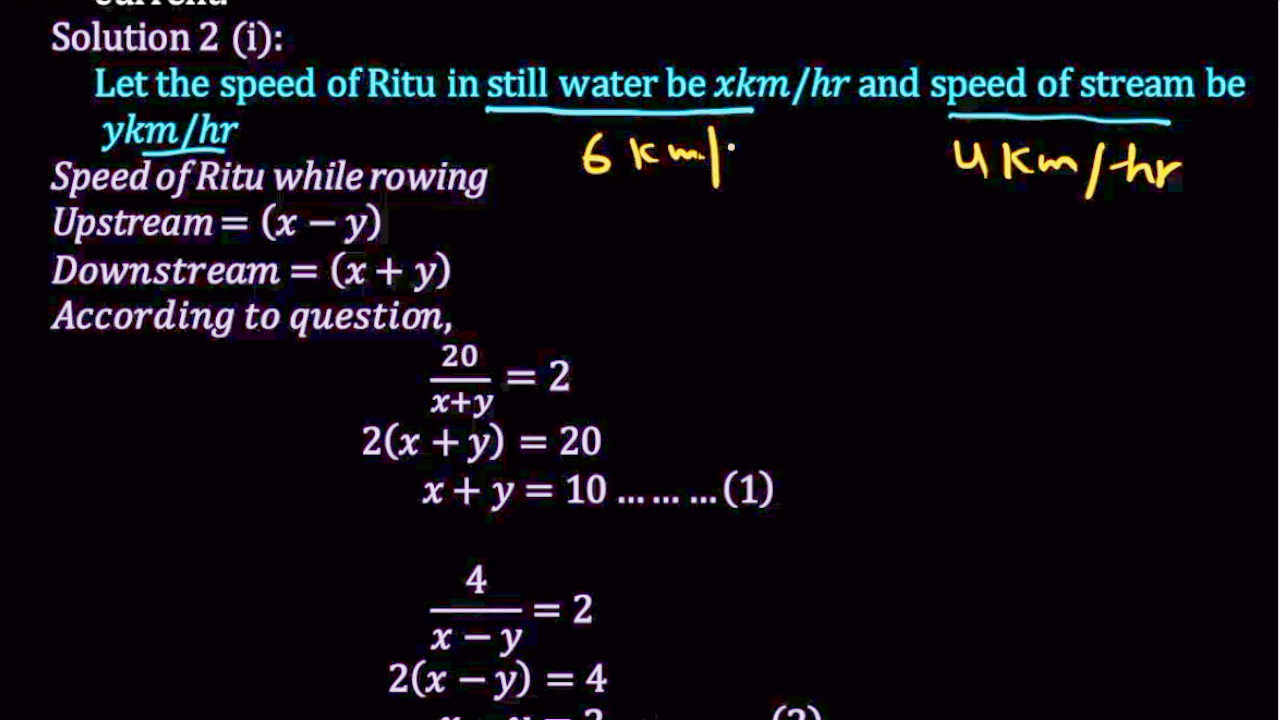 Solution 2 (i):
Let the speed of Ritu in still water be xkm/hr and speed of stream be
ykm/hr
6 km/
4 km/hr
Speed of Ritu while rowing
Upstream = (x − y)
Downstream = (x + y)
According to question,
20
x+y = 2
2(x + y) = 20
x + y = 10 ... ... ... (1)
4
x − y = 2
2(x − y) = 4